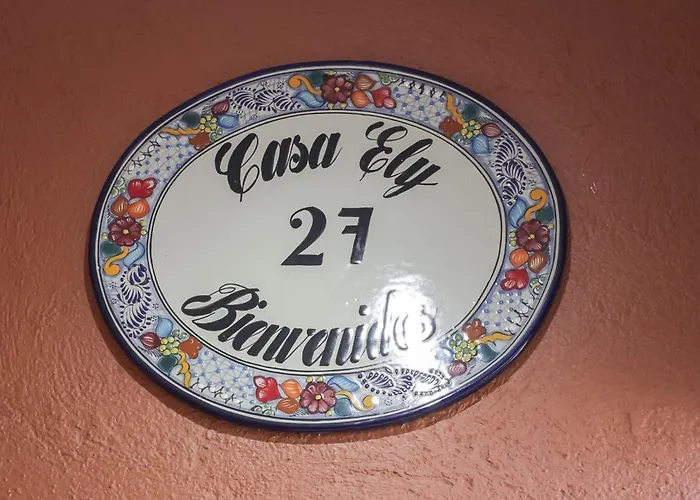 Casa Ely
27
Bienvenidos